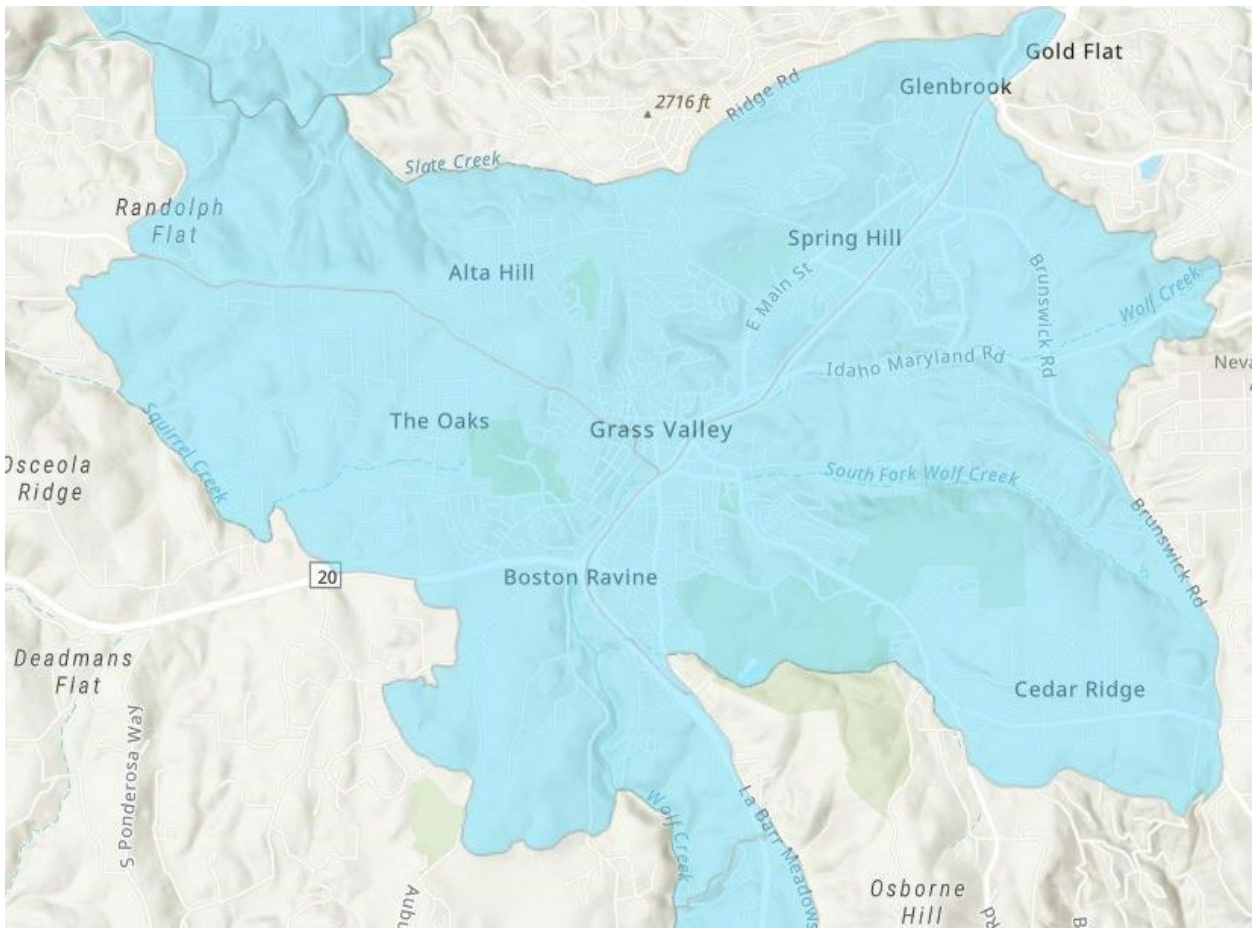 Gold Flat
Glenbrook
2716 ft
Ridge Rd
Slate Creek
Randolph
Flat
Spring Hill
Alta Hill
E Main St
Brunswick Rd
Wolf Creek
Idaho Maryland Rd
The Oaks
Grass Valley
Squirrel Creek
Osceola
Ridge
South Fork Wolf Creek
Brunswick Rd
20
Boston Ravine
Deadmans
Flat
Cedar Ridge
S Ponderosa Way
Wolf Creek
La Barr Meadows
Osborne
Hill
Rd